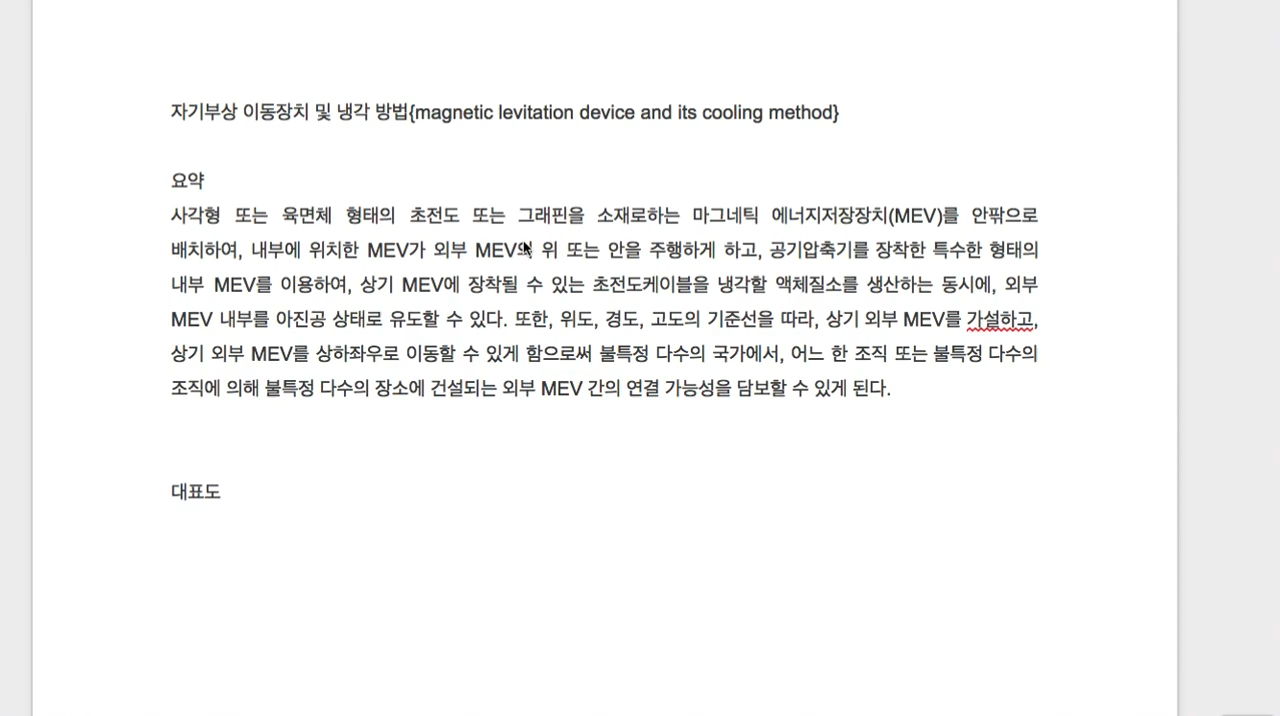 자기부상 이동장치 및 냉각 방법{magnetic levitation device and its cooling method}
요약
사각형 또는 육면체 형태의 초전도 또는 그래핀을 소재로하는 마그네틱 에너지저장장치(MEV)를 안팎으로
배치하여, 내부에 위치한 MEV가 외부 MEV의 위 또는 안을 주행하게 하고, 공기압축기를 장착한 특수한 형태의
내부 MEV를 이용하여, 상기 MEV에 장착될 수 있는 초전도케이블을 냉각할 액체질소를 생산하는 동시에, 외부
MEV 내부를 아진공 상태로 유도할 수 있다. 또한, 위도, 경도, 고도의 기준선을 따라, 상기 외부 MEV를 가설하고,
상기 외부 MEV를 상하좌우로 이동할 수 있게 함으로써 불특정 다수의 국가에서, 어느 한 조직 또는 불특정 다수의
조직에 의해 불특정 다수의 장소에 건설되는 외부 MEV 간의 연결 가능성을 담보할 수 있게 된다.
대표도